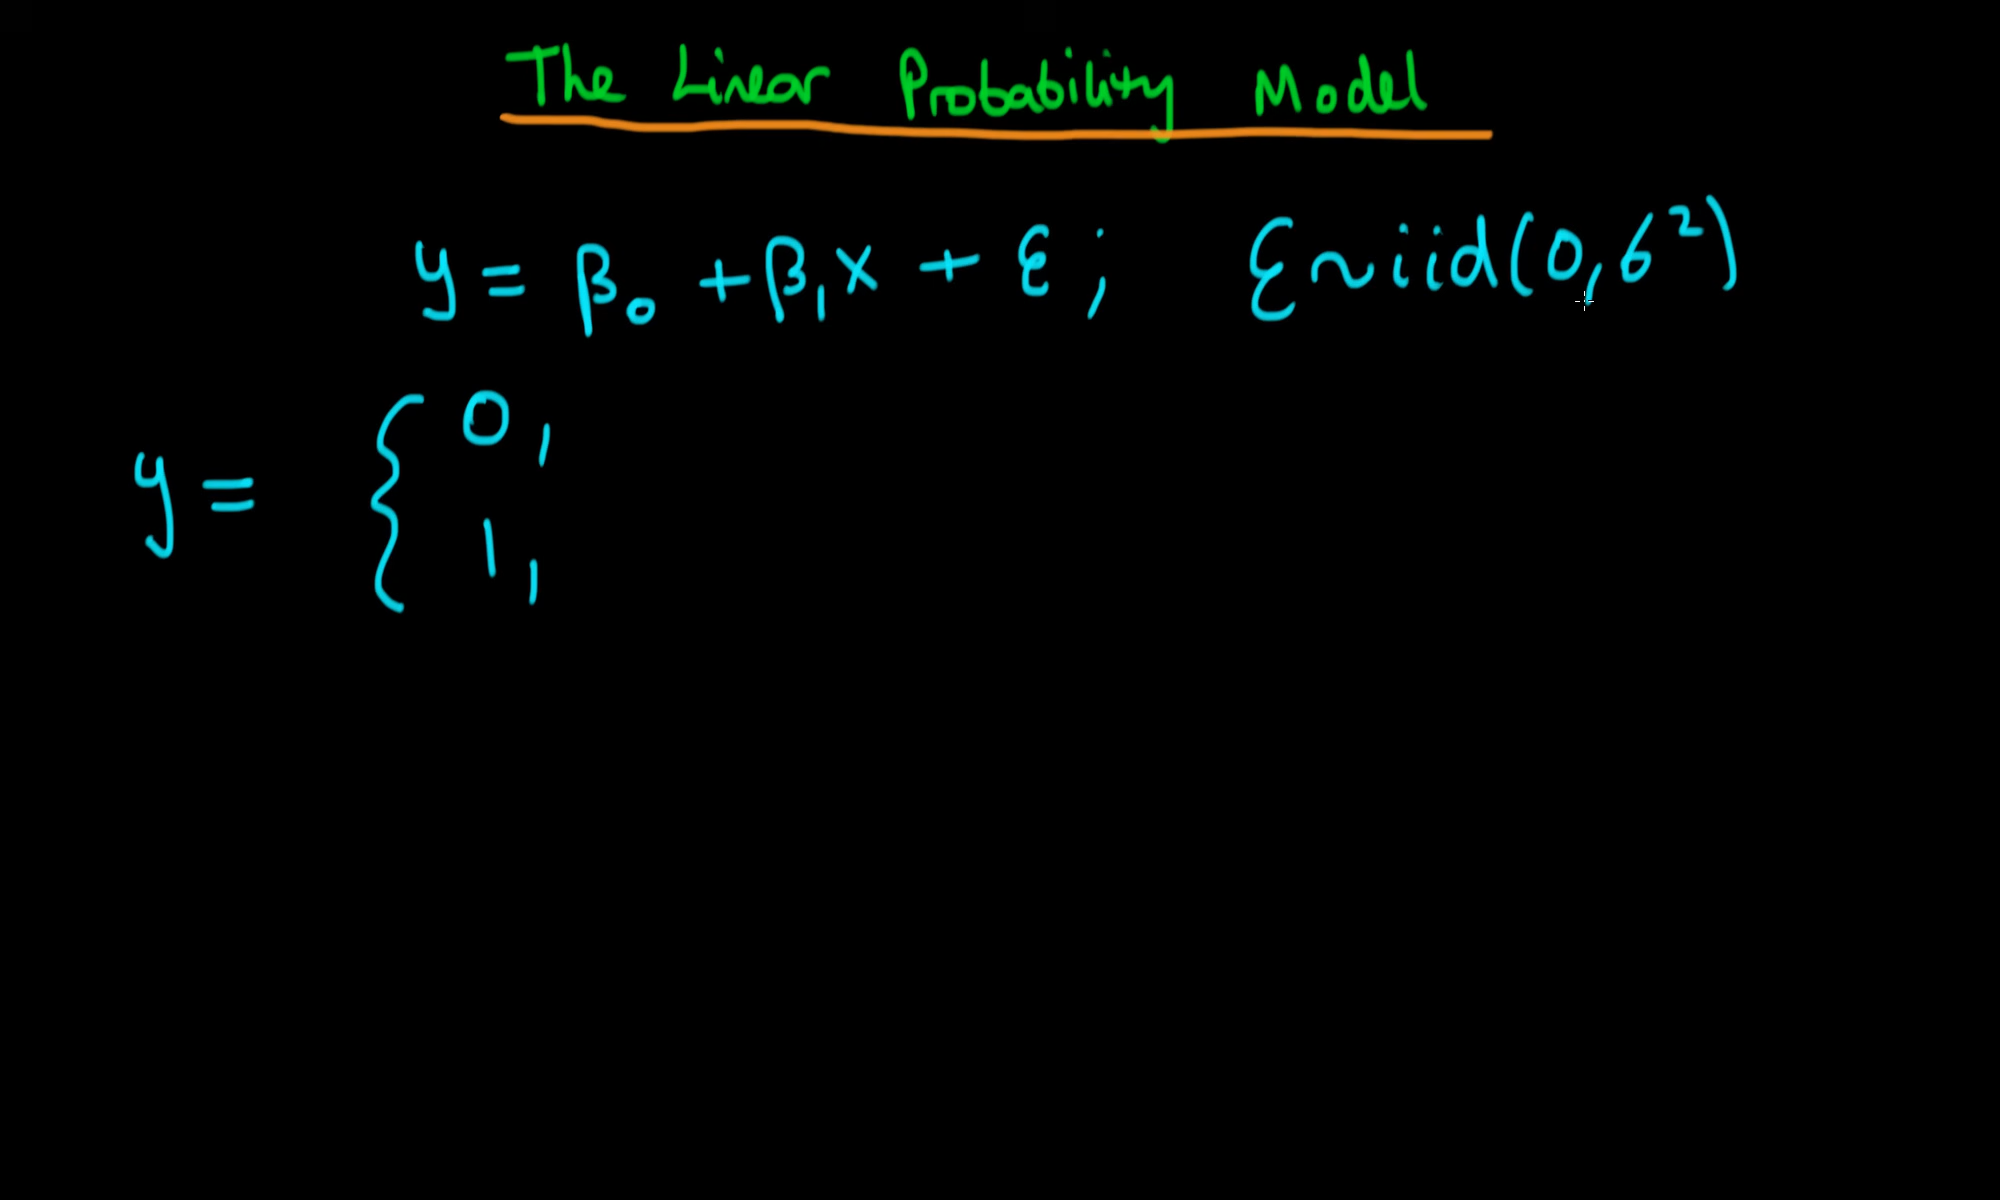 The Linear Probability Model
y = β₀ + β₁x + ε; ε ~ iid(0, σ²)
y = { 0,
1,